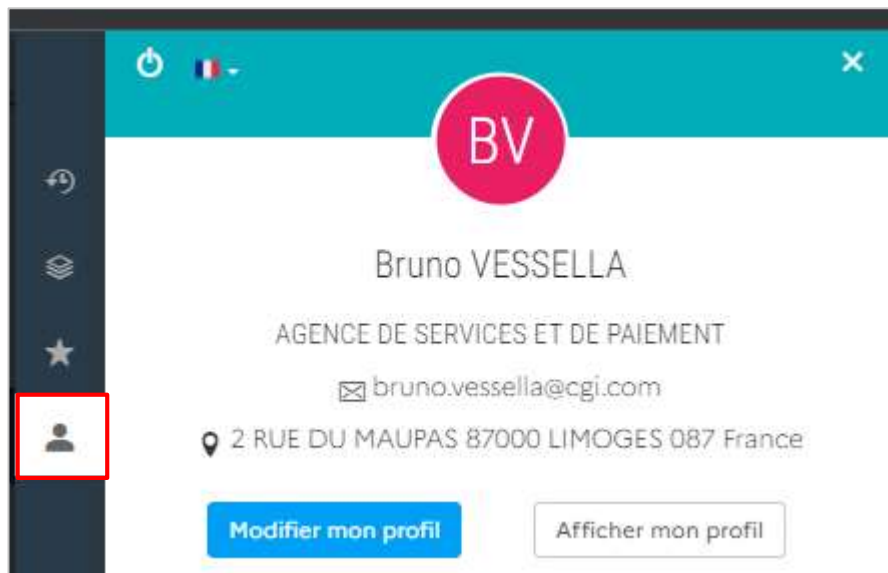 BV
Bruno VESSELLA
AGENCE DE SERVICES ET DE PAIEMENT
bruno.vessella@cgi.com
2 RUE DU MAUPAS 87000 LIMOGES 087 France
Modifier mon profil
Afficher mon profil